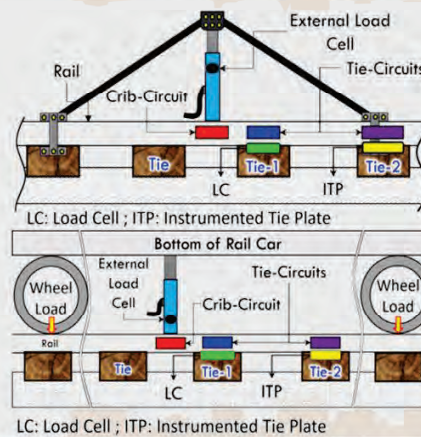 External Load
Cell
Rail
Tie-Circuits
Crib-Circuit
Tie
Tie-1
Tie-2
LC
ITP
LC: Load Cell ; ITP: Instrumented Tie Plate
Bottom of Rail Car
External
Load
Cell
Tie-Circuits
Wheel
Load
Wheel
Load
Crib-Circuit
Rail
Tie
Tie-1
Tie-2
LC
ITP
LC: Load Cell ; ITP: Instrumented Tie Plate